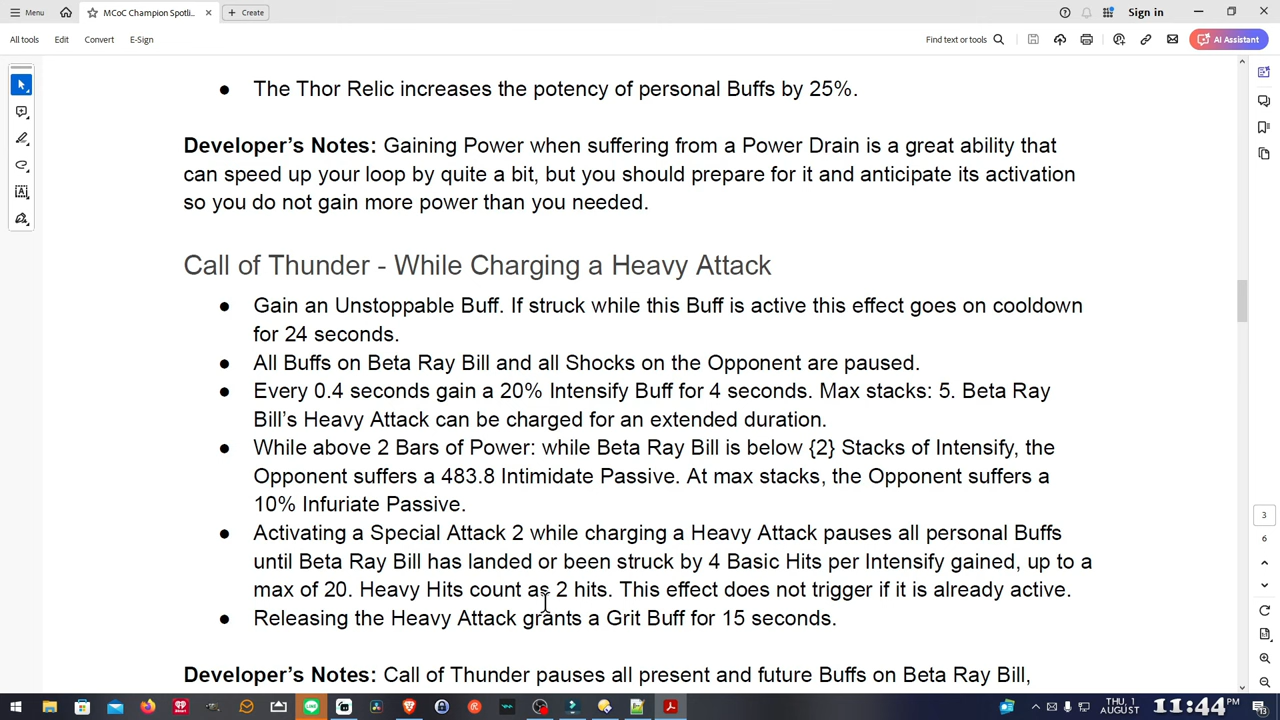 Menu
MCoC Champion Spotli...
Create
Sign in
All tools
Edit
Convert
E-Sign
Find text or tools
AI Assistant
● The Thor Relic increases the potency of personal Buffs by 25%.
Developer's Notes: Gaining Power when suffering from a Power Drain is a great ability that
can speed up your loop by quite a bit, but you should prepare for it and anticipate its activation
so you do not gain more power than you needed.
Call of Thunder - While Charging a Heavy Attack
● Gain an Unstoppable Buff. If struck while this Buff is active this effect goes on cooldown
for 24 seconds.
● All Buffs on Beta Ray Bill and all Shocks on the Opponent are paused.
● Every 0.4 seconds gain a 20% Intensify Buff for 4 seconds. Max stacks: 5. Beta Ray
Bill's Heavy Attack can be charged for an extended duration.
● While above 2 Bars of Power: while Beta Ray Bill is below {2} Stacks of Intensify, the
Opponent suffers a 483.8 Intimidate Passive. At max stacks, the Opponent suffers a
10% Infuriate Passive.
● Activating a Special Attack 2 while charging a Heavy Attack pauses all personal Buffs
until Beta Ray Bill has landed or been struck by 4 Basic Hits per Intensify gained, up to a
max of 20. Heavy Hits count as 2 hits. This effect does not trigger if it is already active.
● Releasing the Heavy Attack grants a Grit Buff for 15 seconds.
Developer's Notes: Call of Thunder pauses all present and future Buffs on Beta Ray Bill,
3
6
THU, 1
AUGUST
11:44 PM